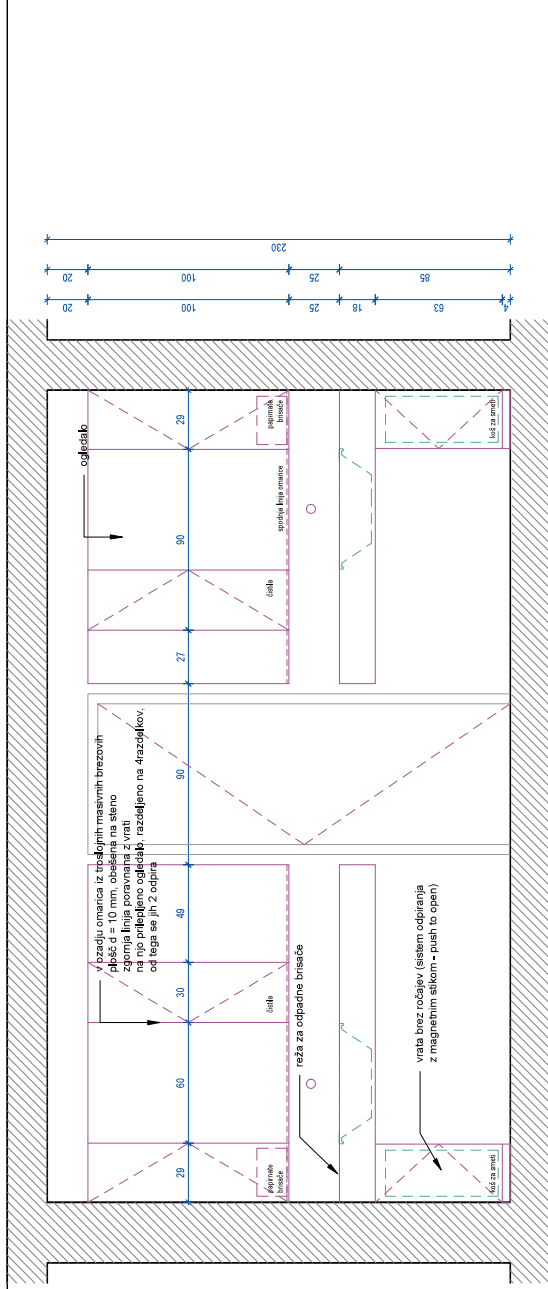 230
20
100
25
85
20
100
25
18
63
4
ogledalo
29
90
27
90
49
30
60
29
papirnate
brisače
spodnja linija omarice
čistila
koš za smeti
v ozadju omarica iz troslojnih masivnih brezovih
plošč d = 10 mm, obešena na steno
zgornja linija poravnana z vrati
na njo prilepljeno ogledalo, razdeljeno na 4razdelkov,
od tega se jih 2 odpira
čistila
papirnate
brisače
reža za odpadne brisače
vrata brez ročajev (sistem odpiranja
z magnetnim stikom - push to open)
koš za smeti